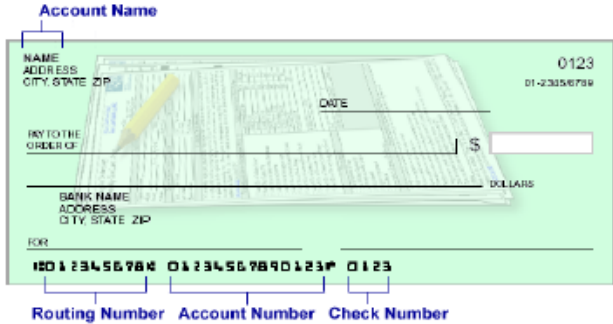 Account Name
NAME
ADDRESS
CITY, STATE ZIP
0123
01-2345/6789
DATE
PAY TO THE
ORDER OF
$
DOLLARS
BANK NAME
ADDRESS
CITY, STATE ZIP
FOR
⑆012345678⑆ 01234567890123⑈ 0123
Routing Number Account Number Check Number